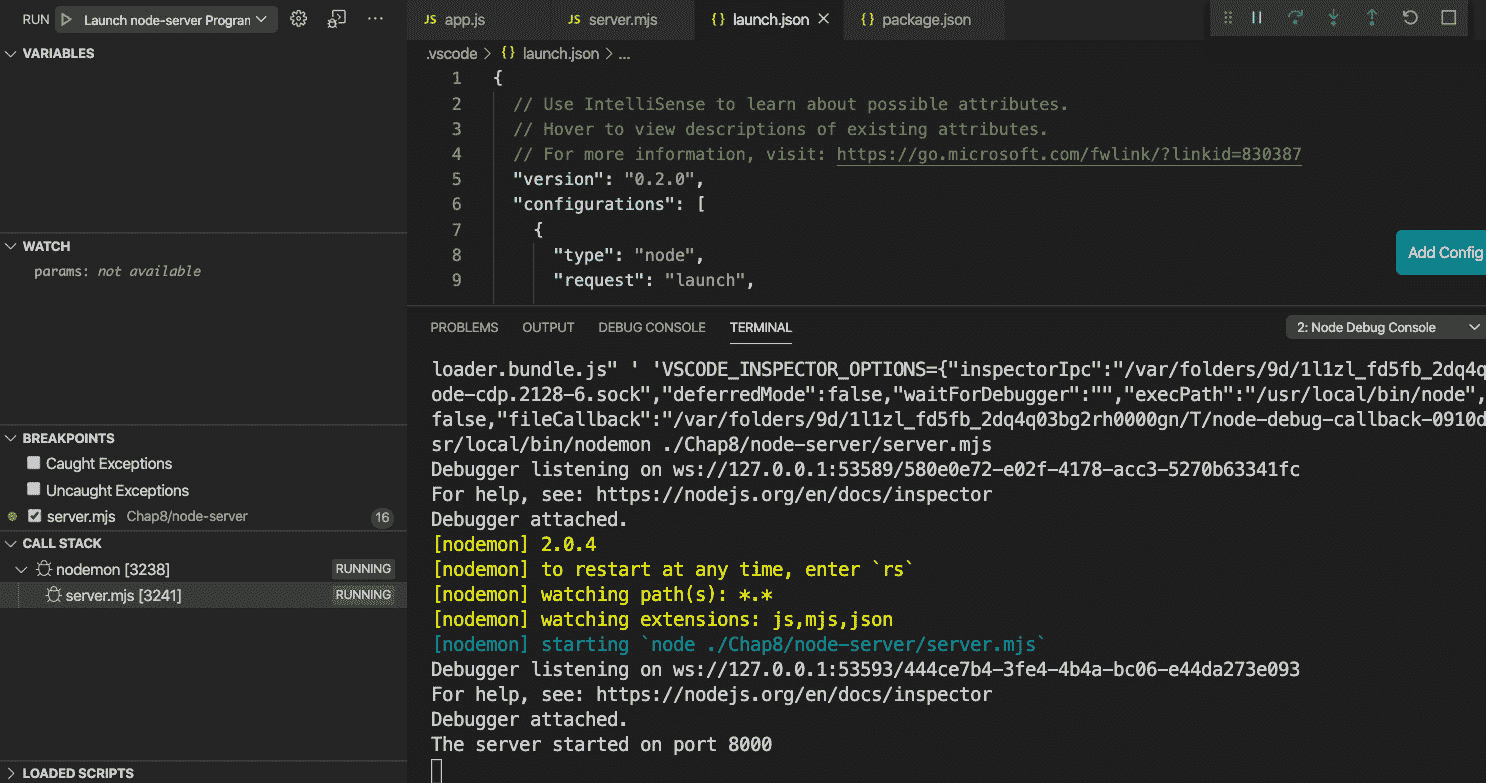 RUN Launch node-server Program
VARIABLES
WATCH
params: not available
BREAKPOINTS
Caught Exceptions
Uncaught Exceptions
server.mjs Chap8/node-server 16
CALL STACK
nodemon [3238] RUNNING
server.mjs [3241] RUNNING
LOADED SCRIPTS
JS app.js JS server.mjs {} launch.json {} package.json
.vscode > {} launch.json > ...
1 {
2 // Use IntelliSense to learn about possible attributes.
3 // Hover to view descriptions of existing attributes.
4 // For more information, visit: https://go.microsoft.com/fwlink/?linkid=830387
5 "version": "0.2.0",
6 "configurations": [
7 {
8 "type": "node",
9 "request": "launch",
Add Config
PROBLEMS OUTPUT DEBUG CONSOLE TERMINAL 2: Node Debug Console
loader.bundle.js" ' 'VSCODE_INSPECTOR_OPTIONS={"inspectorIpc":"/var/folders/9d/1l1zl_fd5fb_2dq4q
ode-cdp.2128-6.sock","deferredMode":false,"waitForDebugger":"","execPath":"/usr/local/bin/node",
false,"fileCallback":"/var/folders/9d/1l1zl_fd5fb_2dq4q03bg2rh0000gn/T/node-debug-callback-0910d
sr/local/bin/nodemon ./Chap8/node-server/server.mjs
Debugger listening on ws://127.0.0.1:53589/580e0e72-e02f-4178-acc3-5270b63341fc
For help, see: https://nodejs.org/en/docs/inspector
Debugger attached.
[nodemon] 2.0.4
[nodemon] to restart at any time, enter `rs`
[nodemon] watching path(s): *.*
[nodemon] watching extensions: js,mjs,json
[nodemon] starting `node ./Chap8/node-server/server.mjs`
Debugger listening on ws://127.0.0.1:53593/444ce7b4-3fe4-4b4a-bc06-e44da273e093
For help, see: https://nodejs.org/en/docs/inspector
Debugger attached.
The server started on port 8000